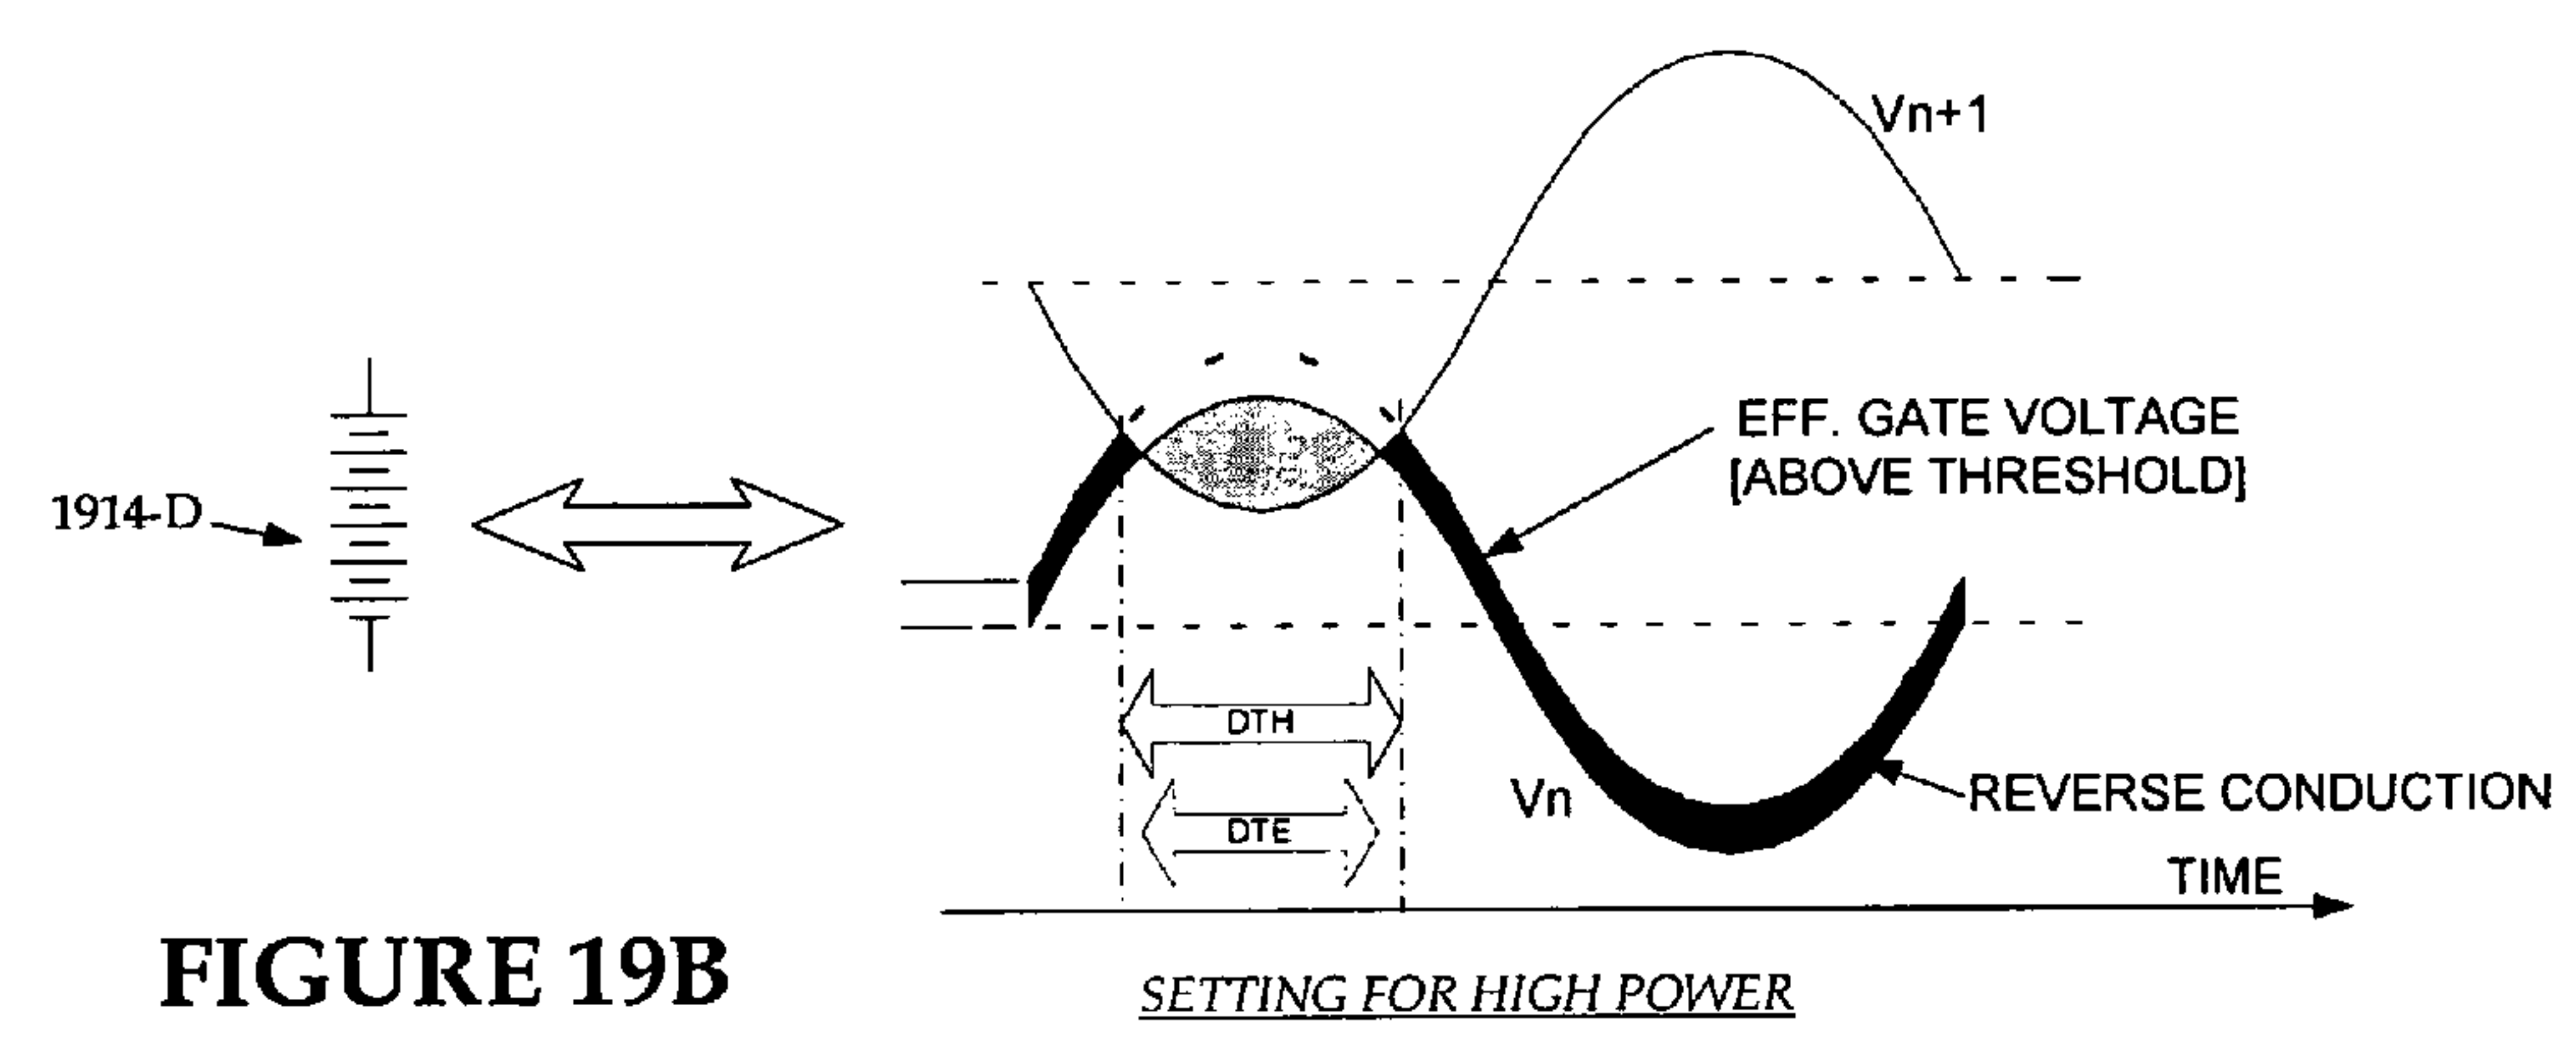 Vn+1
EFF. GATE VOLTAGE
[ABOVE THRESHOLD]
1914-D
DTH
Vn
REVERSE CONDUCTION
DTE
TIME
FIGURE 19B
SETTING FOR HIGH POWER